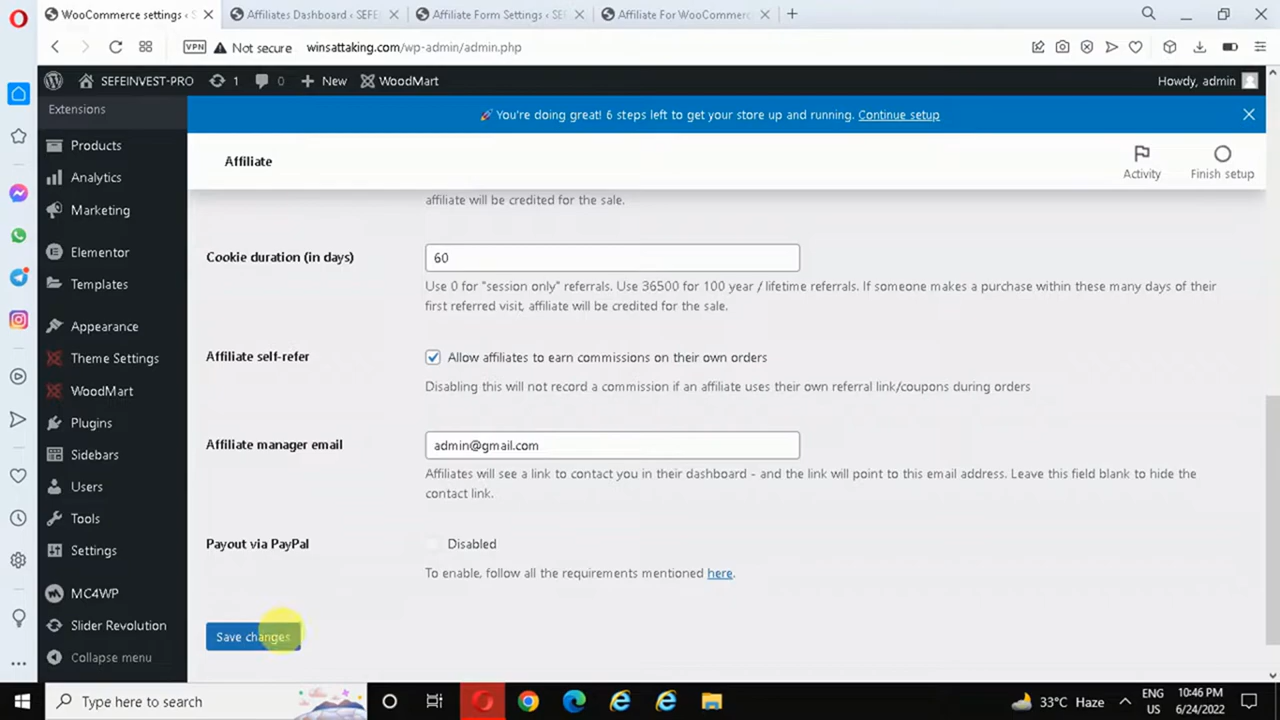 WooCommerce settings ‹ S
Affiliates Dashboard ‹ SEFE
Affiliate Form Settings ‹ SEF
Affiliate For WooCommerc
VPN
Not secure
winsattaking.com/wp-admin/admin.php
SEFEINVEST-PRO
1
0
New
WoodMart
Howdy, admin
Extensions
Products
Analytics
Marketing
Elementor
Templates
Appearance
Theme Settings
WoodMart
Plugins
Sidebars
Users
Tools
Settings
MC4WP
Slider Revolution
Collapse menu
You're doing great! 6 steps left to get your store up and running. Continue setup
Affiliate
Activity
Finish setup
affiliate will be credited for the sale.
Cookie duration (in days)
60
Use 0 for "session only" referrals. Use 36500 for 100 year / lifetime referrals. If someone makes a purchase within these many days of their
first referred visit, affiliate will be credited for the sale.
Affiliate self-refer
Allow affiliates to earn commissions on their own orders
Disabling this will not record a commission if an affiliate uses their own referral link/coupons during orders
Affiliate manager email
admin@gmail.com
Affiliates will see a link to contact you in their dashboard - and the link will point to this email address. Leave this field blank to hide the
contact link.
Payout via PayPal
Disabled
To enable, follow all the requirements mentioned here.
Save changes
Type here to search
33°C Haze
ENG
US
10:46 PM
6/24/2022